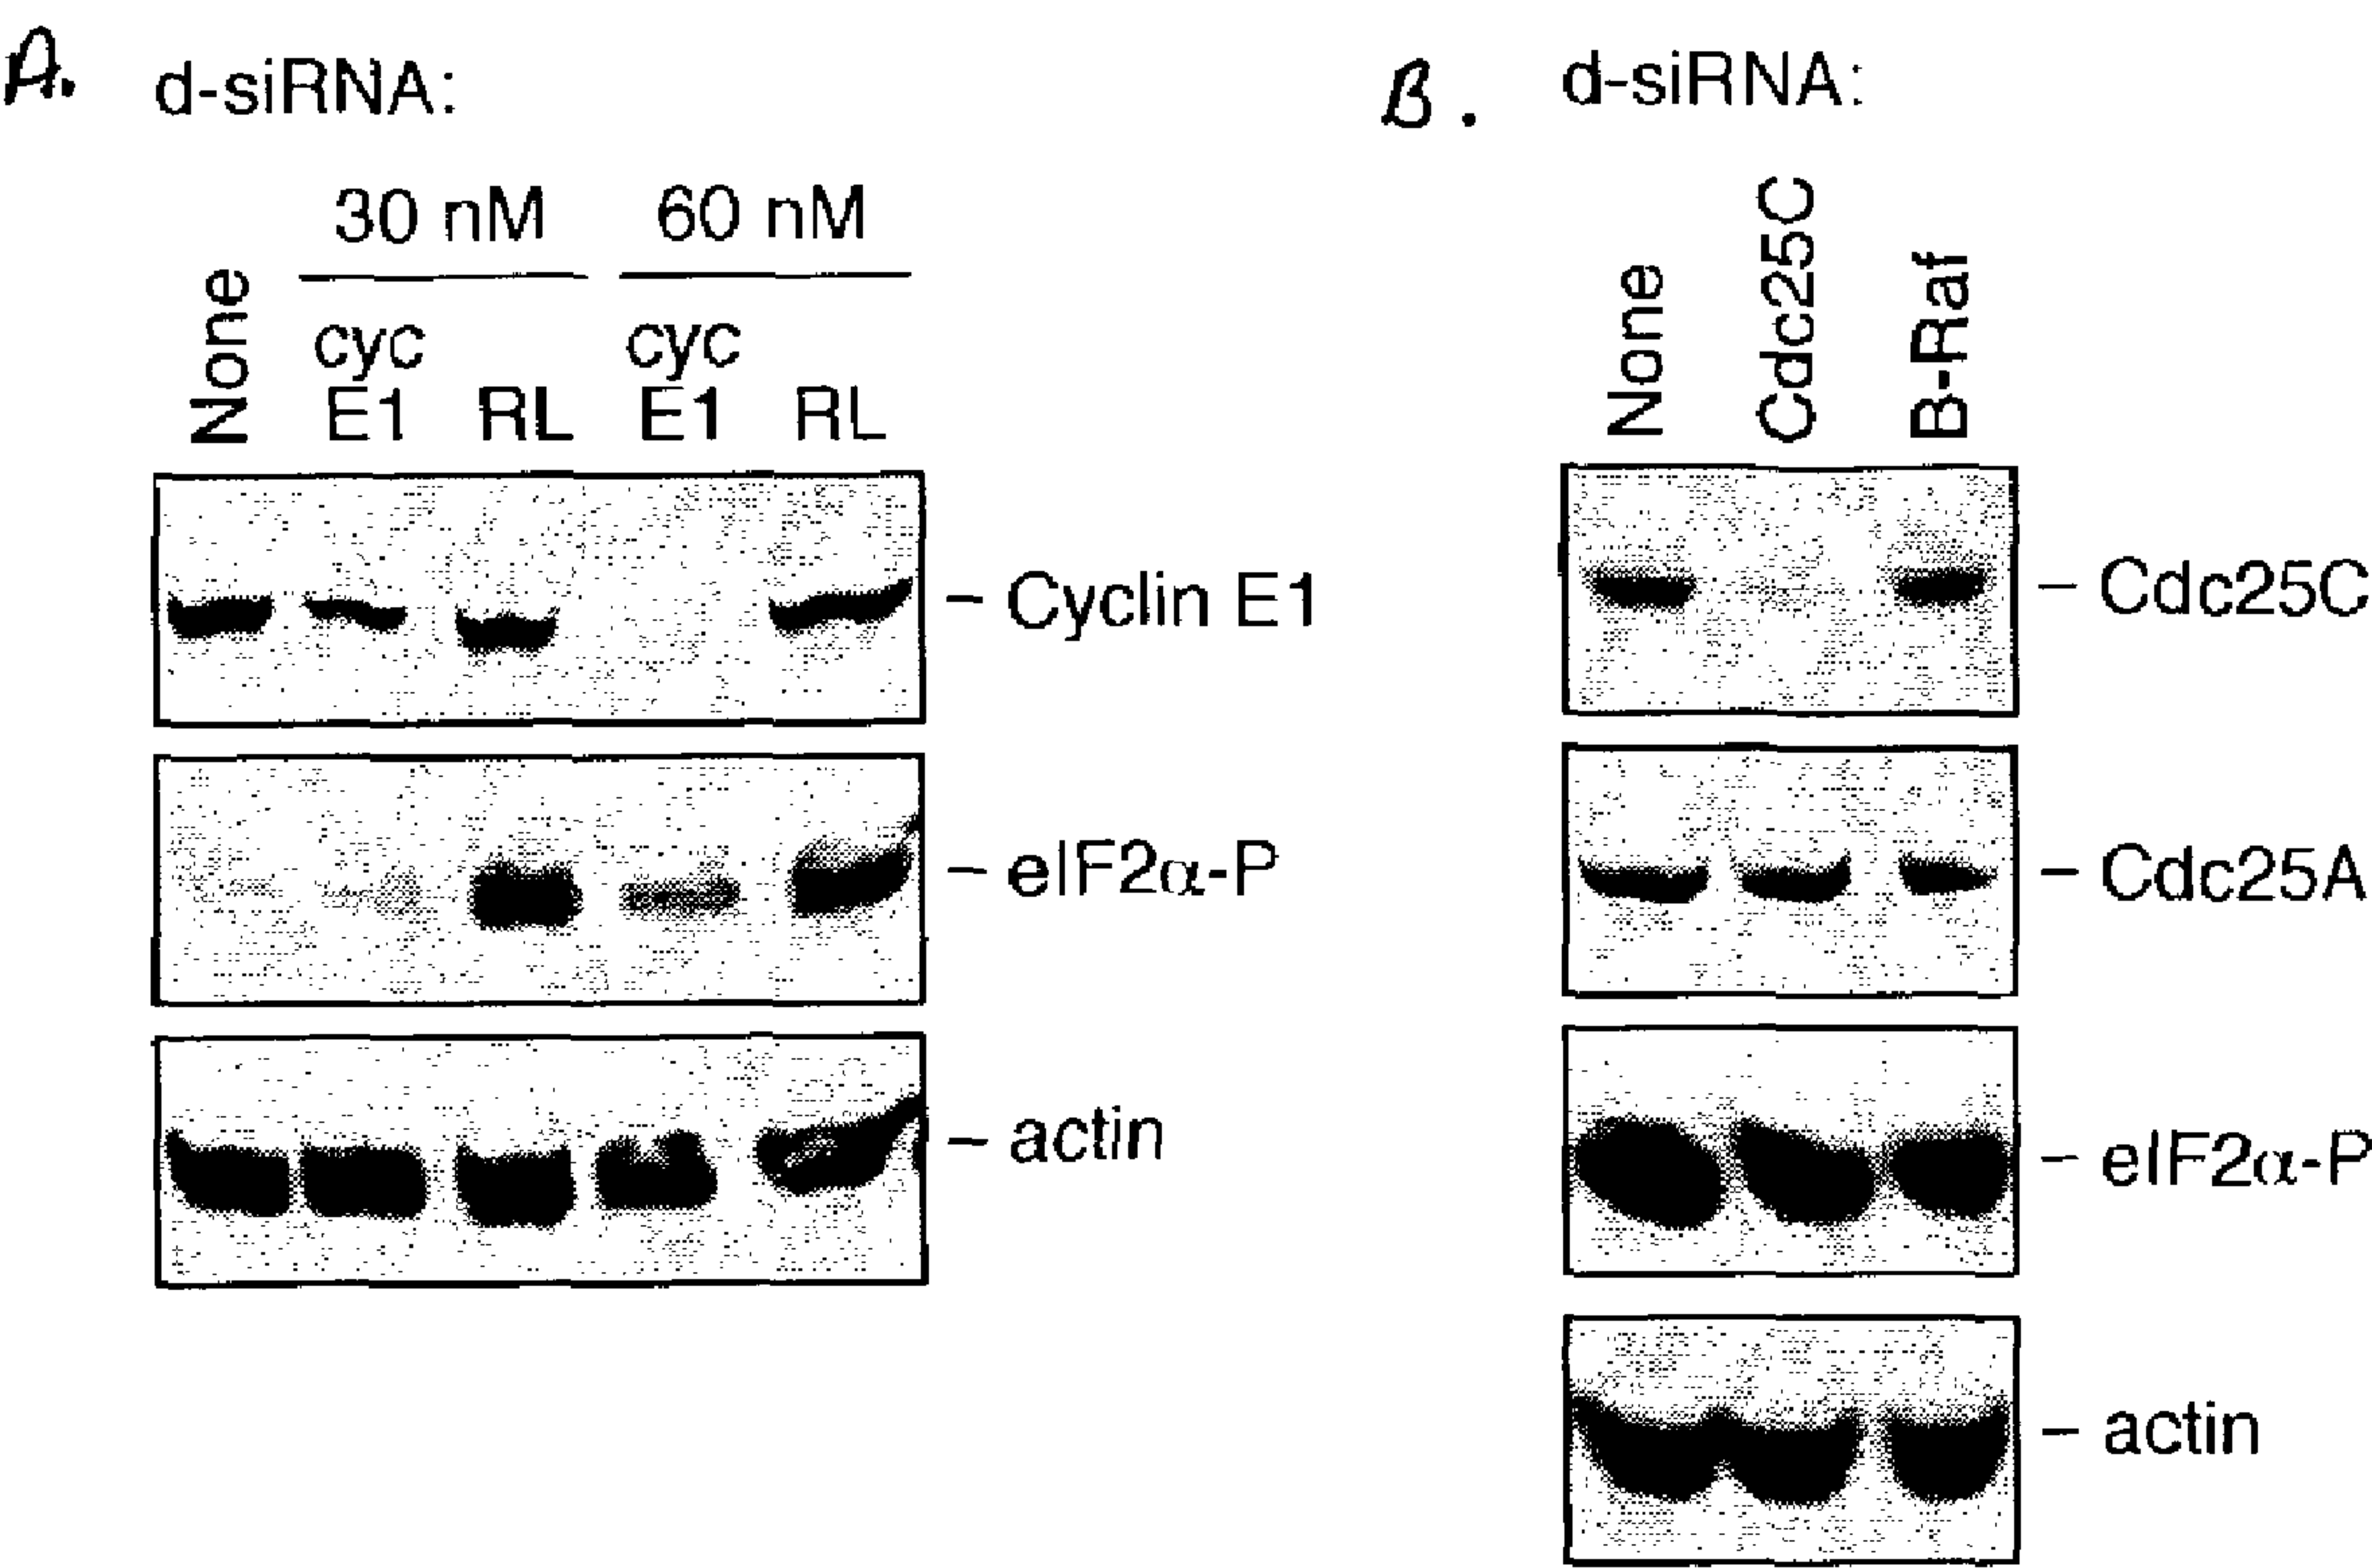 A.
d-siRNA:
30 nM
60 nM
None
cyc
E1
RL
cyc
E1
RL
- Cyclin E1
- eIF2α-P
- actin
B.
d-siRNA:
None
Cdc25C
B-Raf
- Cdc25C
- Cdc25A
- eIF2α-P
- actin